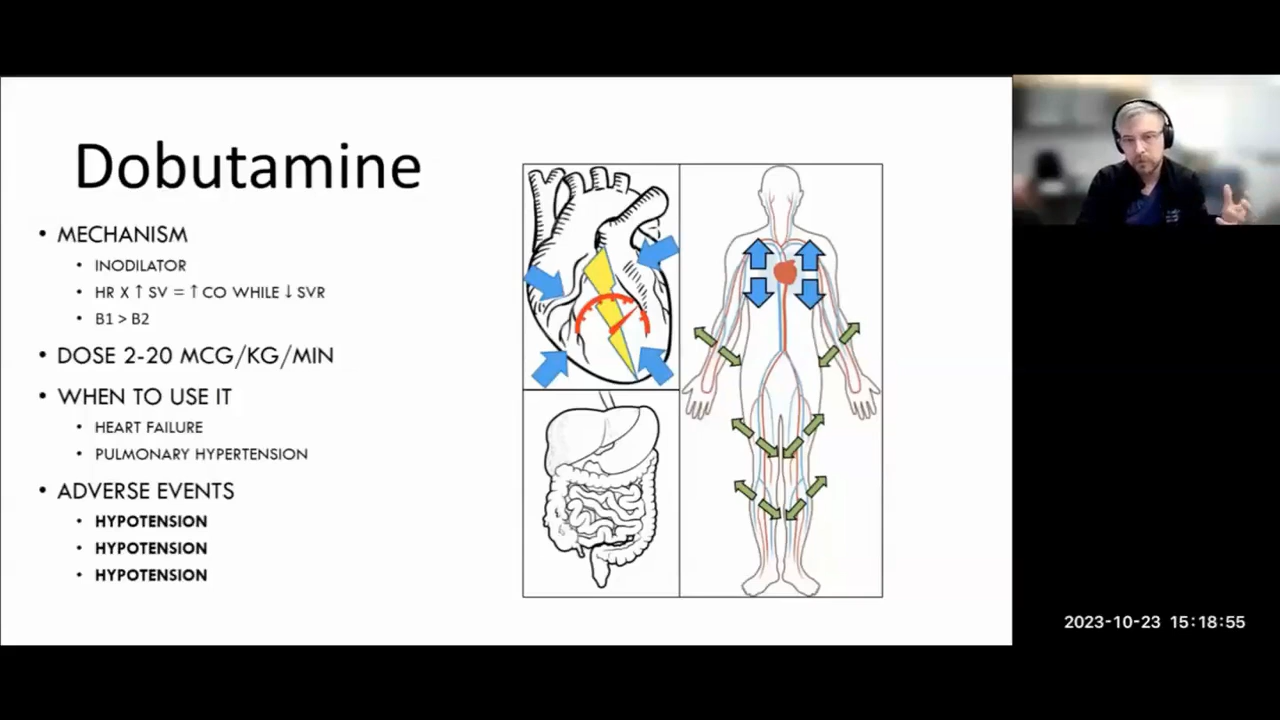 Dobutamine
• MECHANISM
• INODILATOR
• HR X ↑ SV = ↑ CO WHILE ↓ SVR
• B1 > B2
• DOSE 2-20 MCG/KG/MIN
• WHEN TO USE IT
• HEART FAILURE
• PULMONARY HYPERTENSION
• ADVERSE EVENTS
• HYPOTENSION
• HYPOTENSION
• HYPOTENSION
2023-10-23 15:18:55